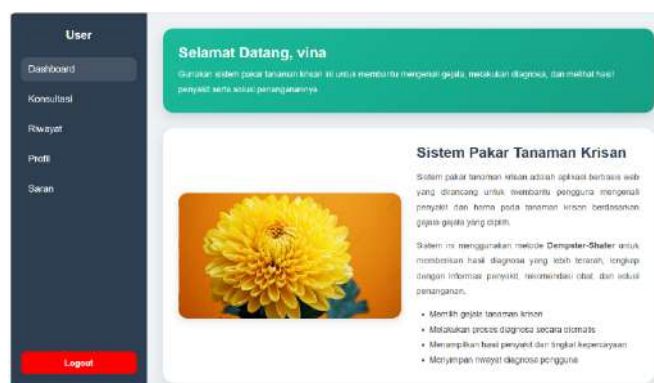 User
Dashboard
Konsultasi
Riwayat
Profil
Saran
Logout
Selamat Datang, vina
Gunakan sistem pakar tanaman krisan ini untuk membantu mengenali gejala, melakukan diagnosa, dan melihat hasil
penyakit serta solusi penanganannya.
Sistem Pakar Tanaman Krisan
Sistem pakar tanaman krisan adalah aplikasi berbasis web
yang dirancang untuk membantu pengguna mengenali
penyakit dan hama pada tanaman krisan berdasarkan
gejala-gejala yang dipilih.
Sistem ini menggunakan metode Dempster-Shafer untuk
memberikan hasil diagnosa yang lebih terarah, lengkap
dengan informasi penyakit, rekomendasi obat, dan solusi
penanganan.
• Memilih gejala tanaman krisan
• Melakukan proses diagnosa secara otomatis
• Menampilkan hasil penyakit dan tingkat kepercayaan
• Menyimpan riwayat diagnosa pengguna